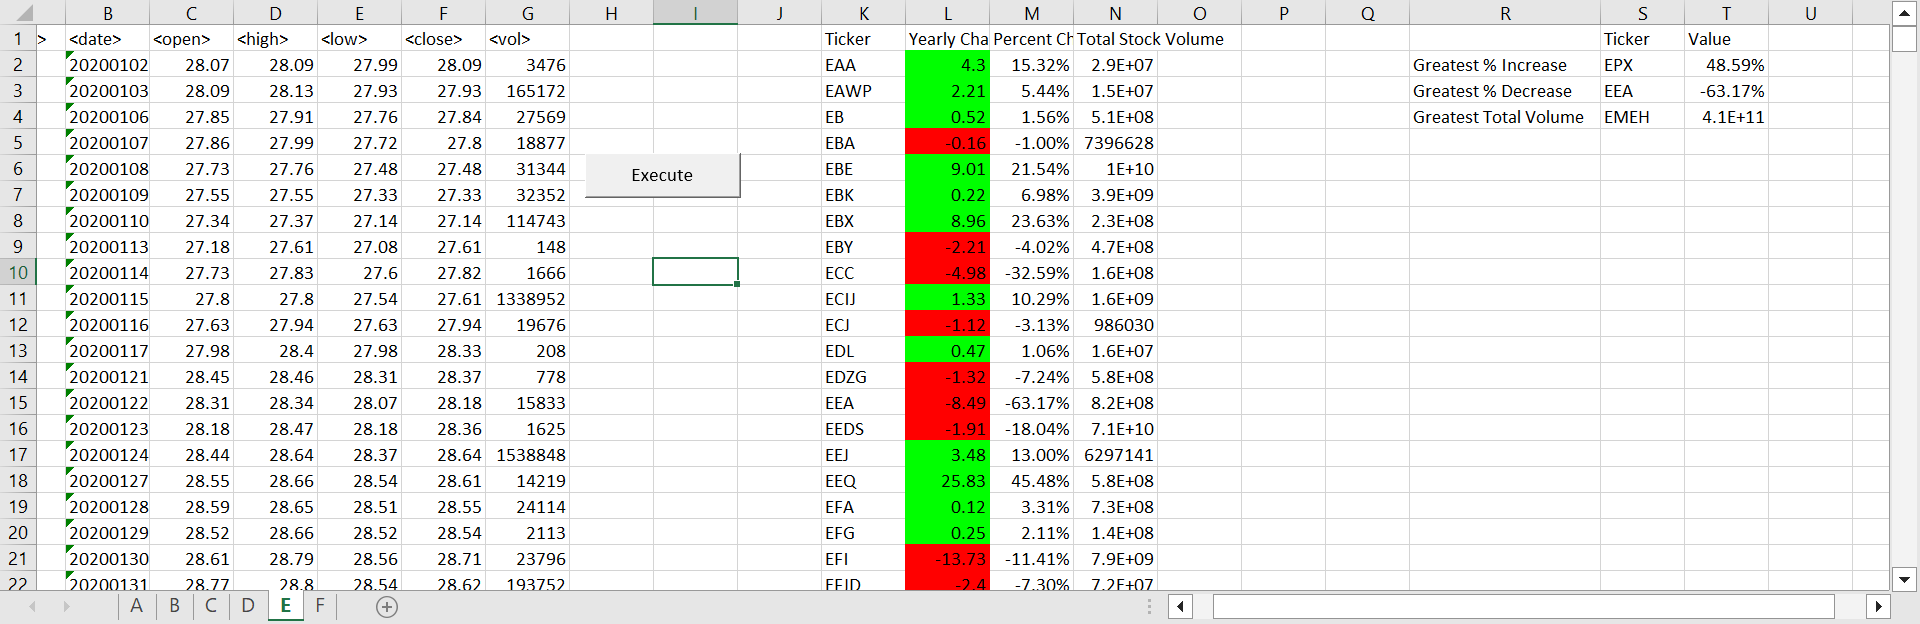 B C D E F G H I J K L M N O P Q R S T U
1 > <date> <open> <high> <low> <close> <vol> Ticker Yearly Cha Percent Ch Total Stock Volume Ticker Value
2 20200102 28.07 28.09 27.99 28.09 3476 EAA 4.3 15.32% 2.9E+07 Greatest % Increase EPX 48.59%
3 20200103 28.09 28.13 27.93 27.93 165172 EAWP 2.21 5.44% 1.5E+07 Greatest % Decrease EEA -63.17%
4 20200106 27.85 27.91 27.76 27.84 27569 EB 0.52 1.56% 5.1E+08 Greatest Total Volume EMEH 4.1E+11
5 20200107 27.86 27.99 27.72 27.8 18877 EBA -0.16 -1.00% 7396628
6 20200108 27.73 27.76 27.48 27.48 31344 Execute EBE 9.01 21.54% 1E+10
7 20200109 27.55 27.55 27.33 27.33 32352 EBK 0.22 6.98% 3.9E+09
8 20200110 27.34 27.37 27.14 27.14 114743 EBX 8.96 23.63% 2.3E+08
9 20200113 27.18 27.61 27.08 27.61 148 EBY -2.21 -4.02% 4.7E+08
10 20200114 27.73 27.83 27.6 27.82 1666 ECC -4.98 -32.59% 1.6E+08
11 20200115 27.8 27.8 27.54 27.61 1338952 ECIJ 1.33 10.29% 1.6E+09
12 20200116 27.63 27.94 27.63 27.94 19676 ECJ -1.12 -3.13% 986030
13 20200117 27.98 28.4 27.98 28.33 208 EDL 0.47 1.06% 1.6E+07
14 20200121 28.45 28.46 28.31 28.37 778 EDZG -1.32 -7.24% 5.8E+08
15 20200122 28.31 28.34 28.07 28.18 15833 EEA -8.49 -63.17% 8.2E+08
16 20200123 28.18 28.47 28.18 28.36 1625 EEDS -1.91 -18.04% 7.1E+10
17 20200124 28.44 28.64 28.37 28.64 1538848 EEJ 3.48 13.00% 6297141
18 20200127 28.55 28.66 28.54 28.61 14219 EEQ 25.83 45.48% 5.8E+08
19 20200128 28.59 28.65 28.51 28.55 24114 EFA 0.12 3.31% 7.3E+08
20 20200129 28.52 28.66 28.52 28.54 2113 EFG 0.25 2.11% 1.4E+08
21 20200130 28.61 28.79 28.56 28.71 23796 EFI -13.73 -11.41% 7.9E+09
22 20200131 28.77 28.8 28.54 28.62 193752 -2.4 -7.30% 7.2E+07
A B C D E F